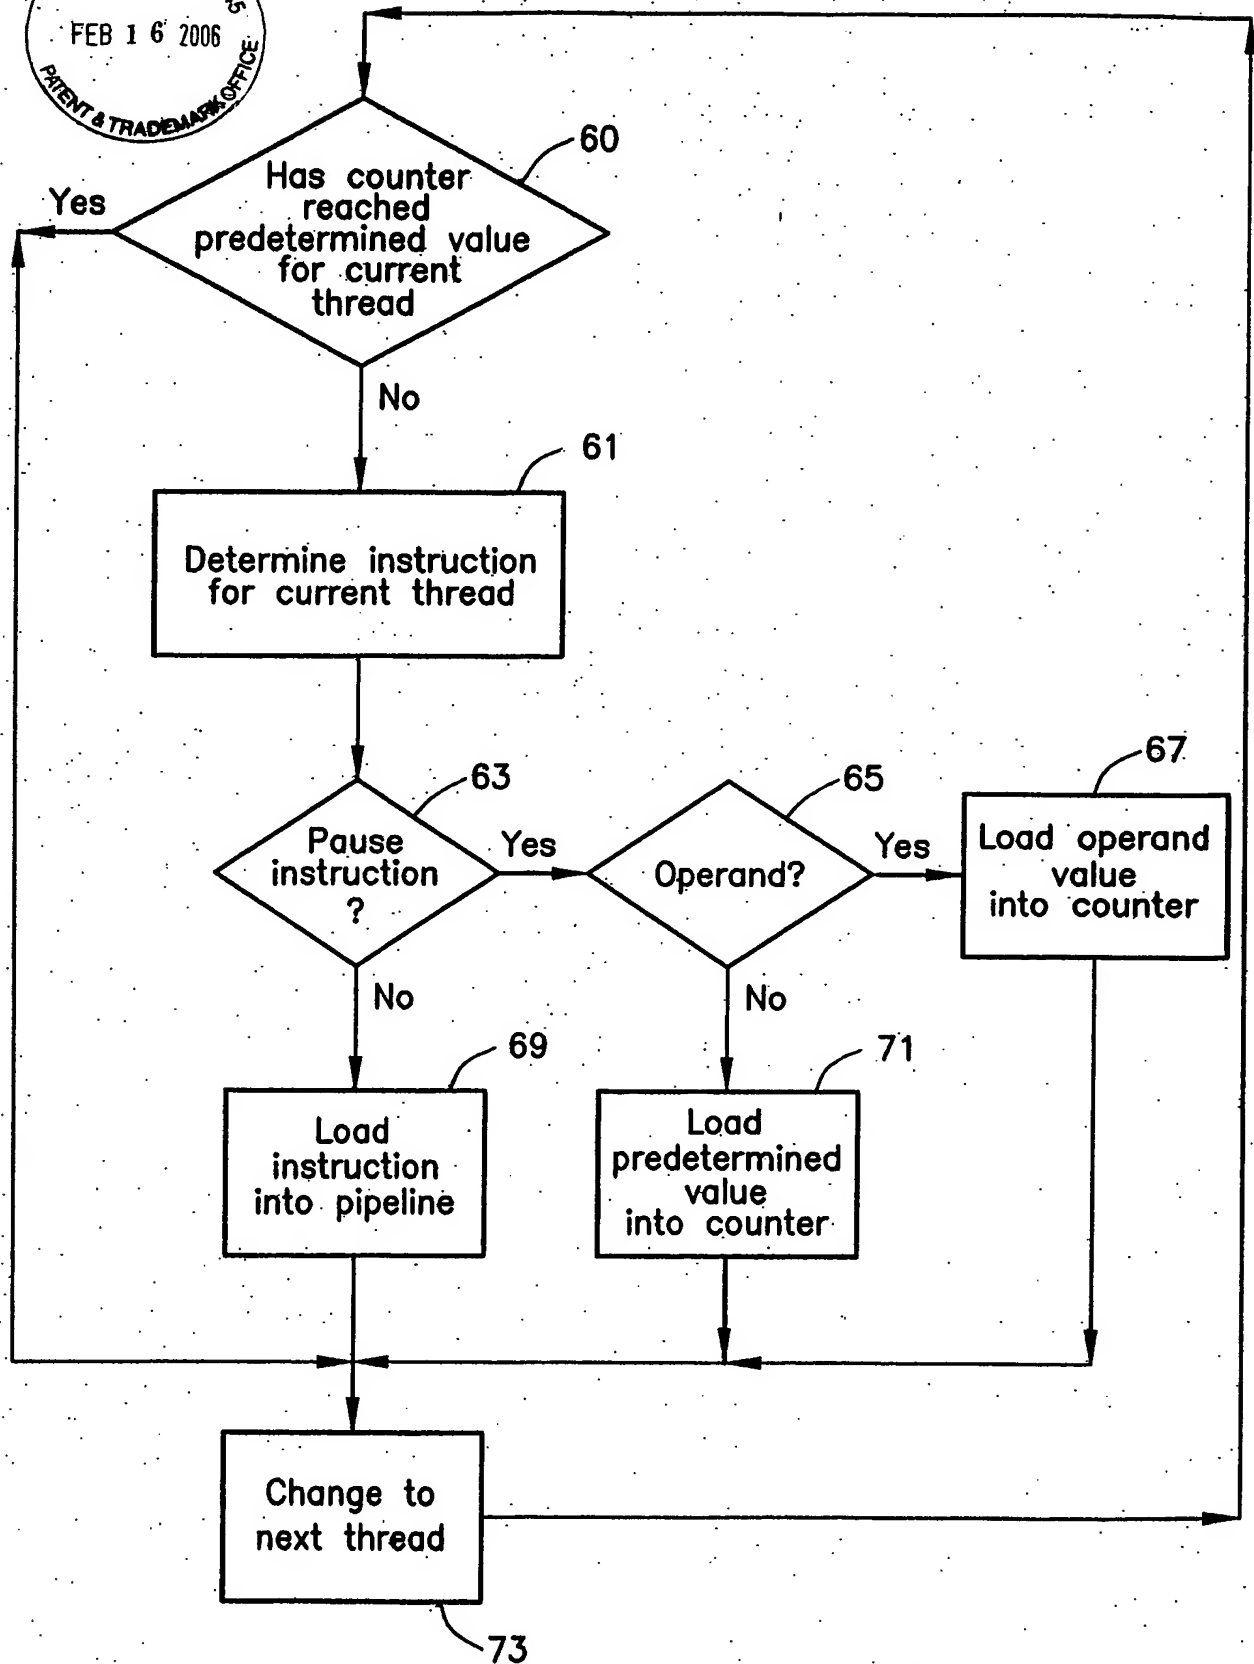 FEB 16 2006
PATENT & TRADEMARK OFFICE
60
Has counter
reached
predetermined value
for current
thread
Yes
No
61
Determine instruction
for current thread
63
Pause
instruction
?
Yes
65
Operand?
Yes
67
Load operand
value
into counter
No
No
69
Load
instruction
into pipeline
71
Load
predetermined
value
into counter
Change to
next thread
73